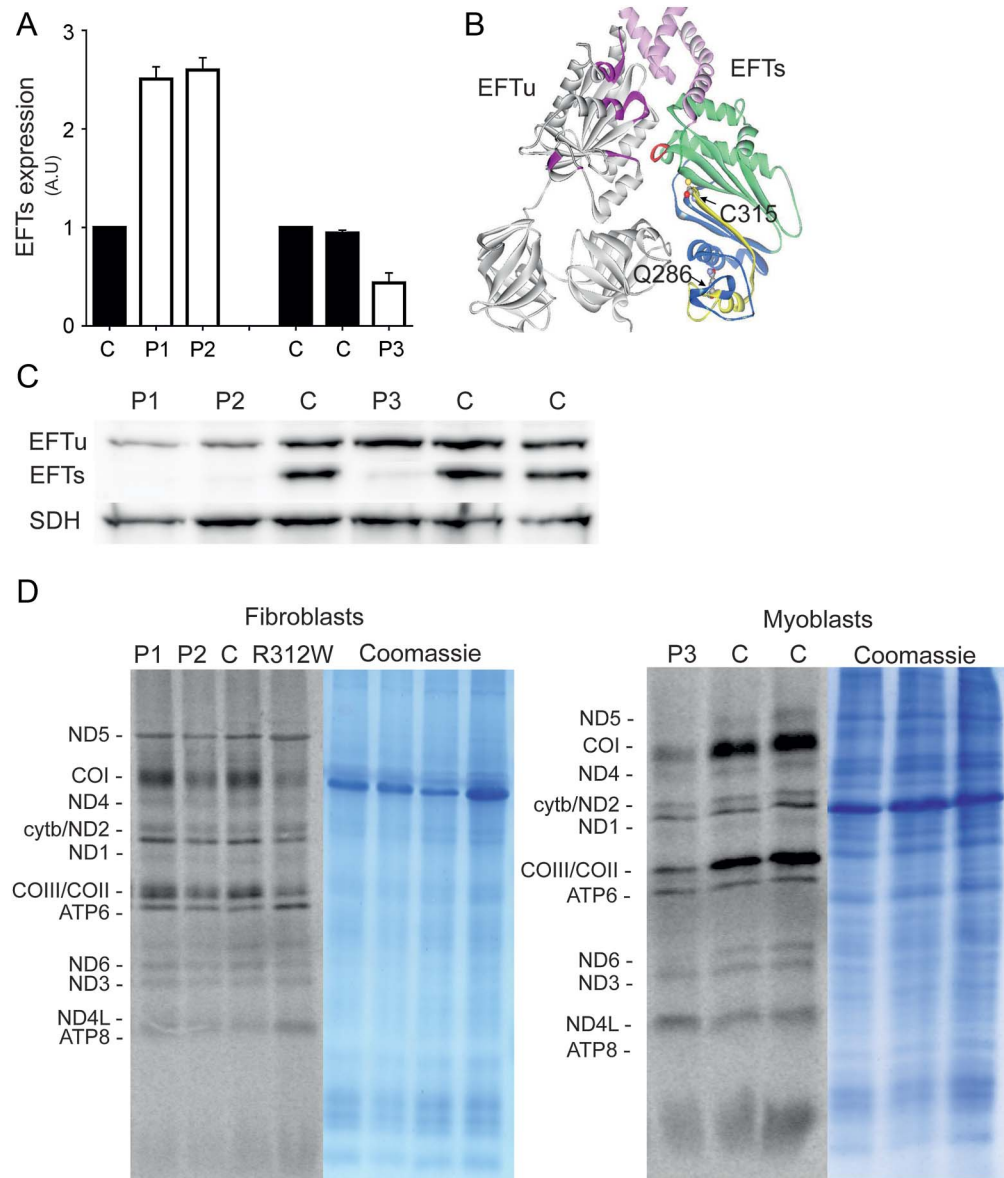 A
3
2
1
0
EFTs expression
(A.U)
C P1 P2 C C P3
B
EFTu
EFTs
C315
Q286
C
P1 P2 C P3 C C
EFTu
EFTs
SDH
D
Fibroblasts
P1 P2 C R312W Coomassie
ND5 -
COI -
ND4 -
cytb/ND2 -
ND1 -
COIII/COII -
ATP6 -
ND6 -
ND3 -
ND4L -
ATP8 -
Myoblasts
P3 C C Coomassie
ND5 -
COI -
ND4 -
cytb/ND2 -
ND1 -
COIII/COII -
ATP6 -
ND6 -
ND3 -
ND4L -
ATP8 -